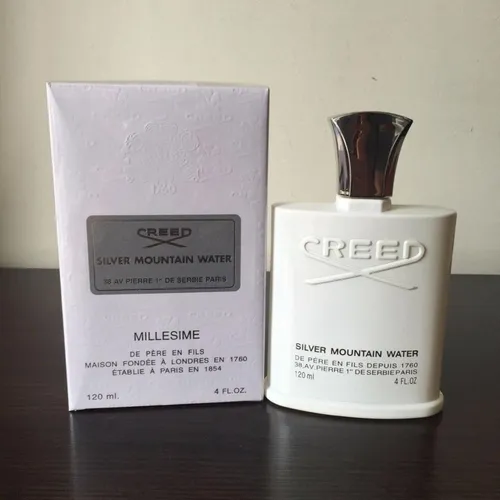 CREED
SILVER MOUNTAIN WATER
38 AV PIERRE 1er DE SERBIE PARIS
MILLESIME
DE PÈRE EN FILS
MAISON FONDÉE À LONDRES EN 1760
ÉTABLIE À PARIS EN 1854
120 ml.
4 FL.OZ.
CREED
SILVER MOUNTAIN WATER
DE PÈRE EN FILS DEPUIS 1760
38,AV.PIERRE 1er DE SERBIE PARIS
120 ml
4 FL.OZ